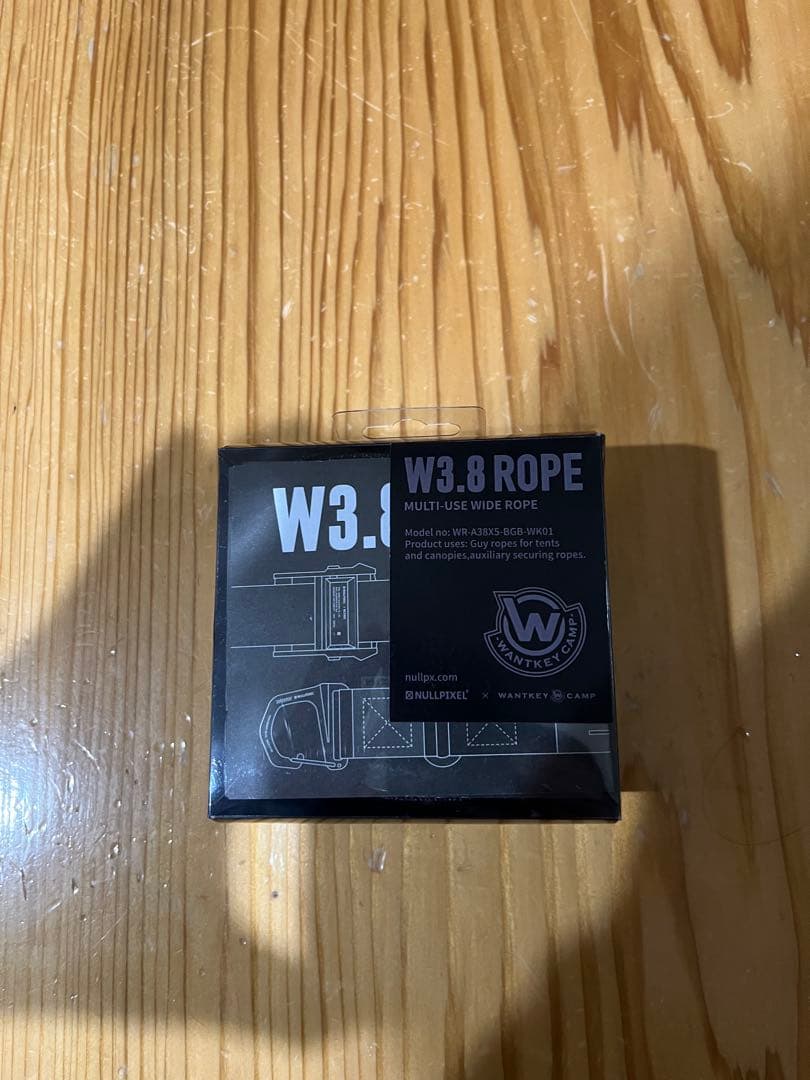 W3.8
W3.8 ROPE
MULTI-USE WIDE ROPE
Model no: WR-A38X5-BGB-WK01
Product uses: Guy ropes for tents
and canopies,auxiliary securing ropes.
W
WANTKEY CAMP
nullpx.com
NULLPIXEL® × WANTKEY W CAMP